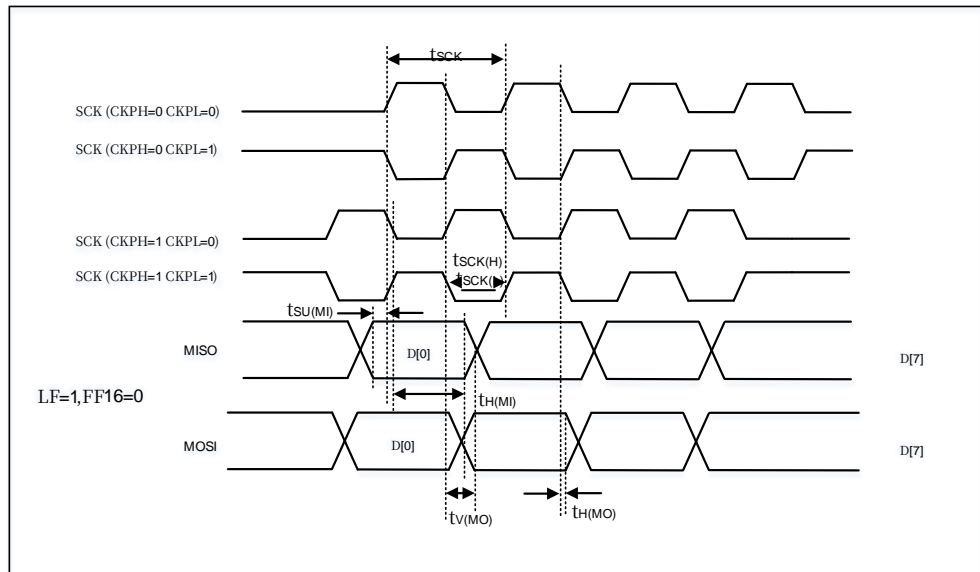 tSCK
SCK (CKPH=0 CKPL=0)
SCK (CKPH=0 CKPL=1)
SCK (CKPH=1 CKPL=0)
tSCK(H)
SCK (CKPH=1 CKPL=1)
tSU(MI)
MISO
D[0]
D[7]
LF=1,FF16=0
tH(MI)
MOSI
D[0]
D[7]
tV(MO)
tH(MO)